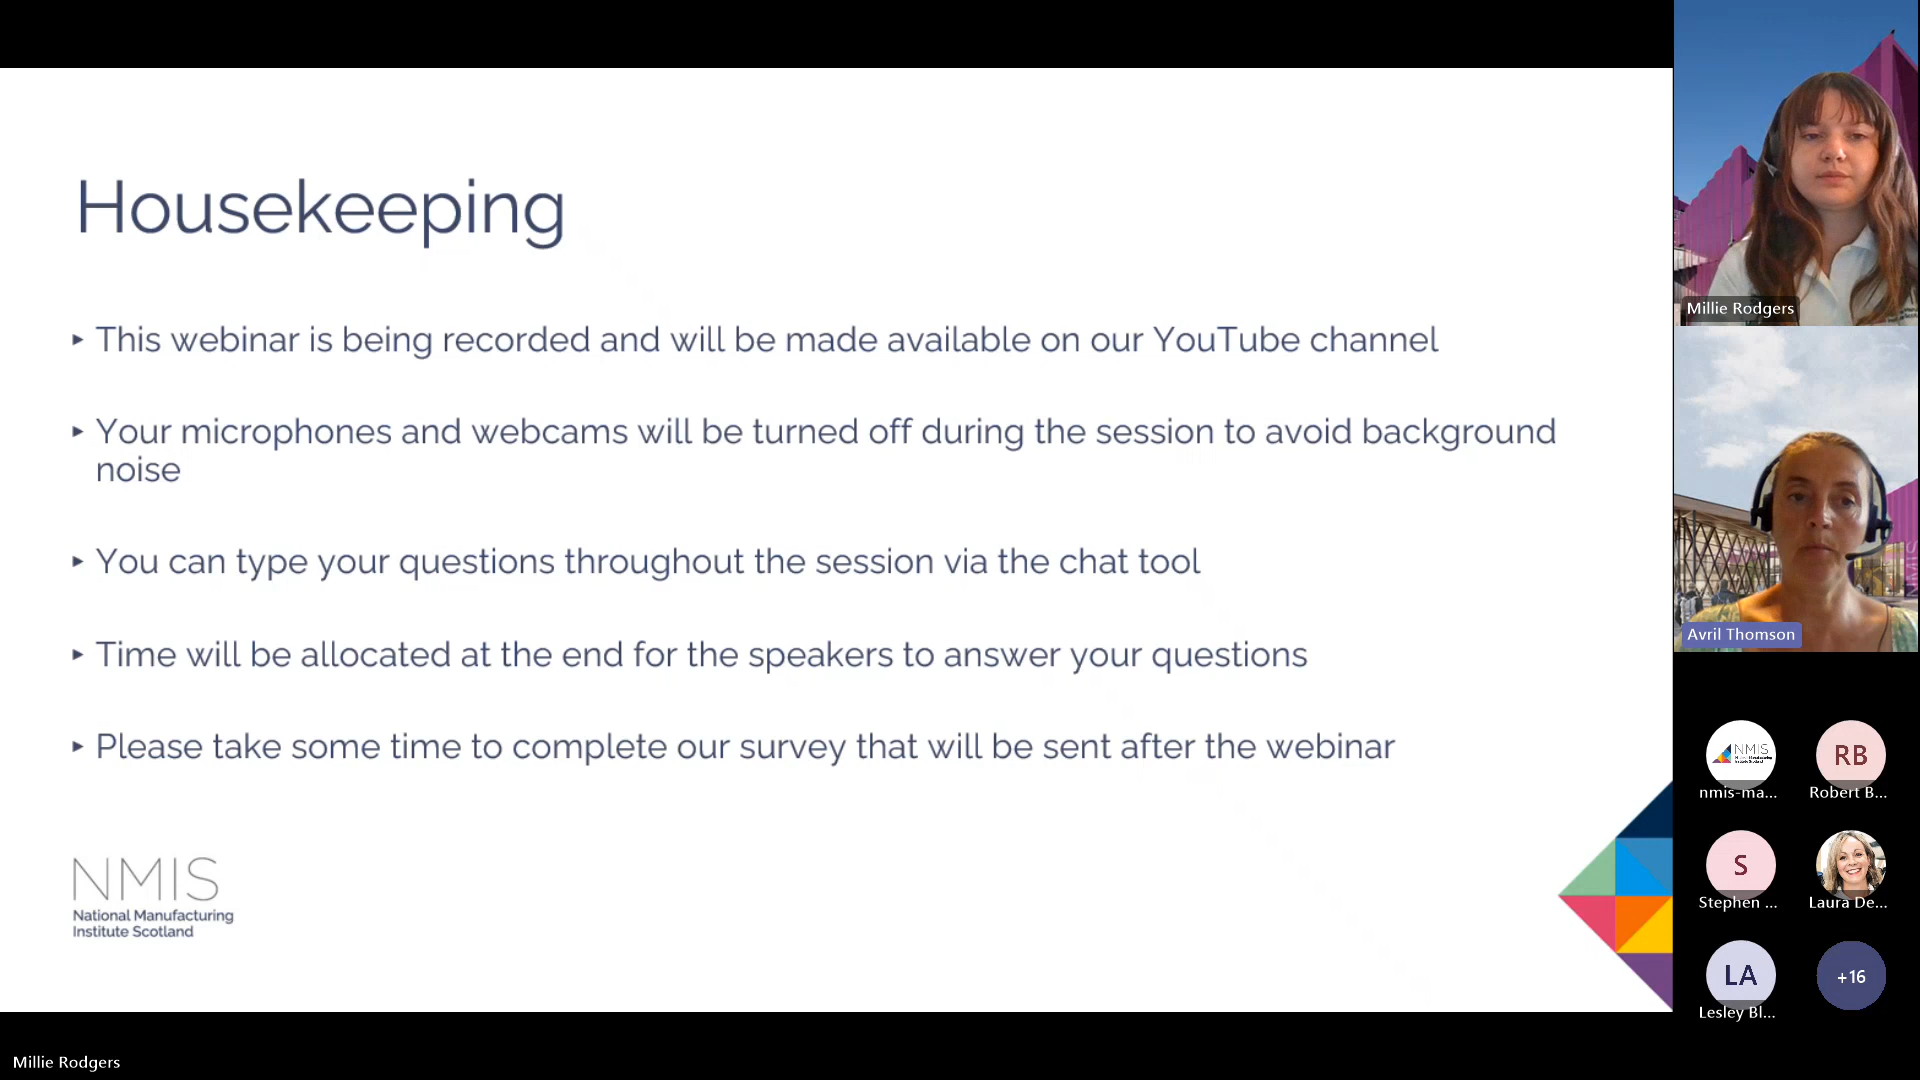 Housekeeping
This webinar is being recorded and will be made available on our YouTube channel
Your microphones and webcams will be turned off during the session to avoid background
noise
You can type your questions throughout the session via the chat tool
Time will be allocated at the end for the speakers to answer your questions
Please take some time to complete our survey that will be sent after the webinar
NMIS
National Manufacturing
Institute Scotland
Millie Rodgers
Millie Rodgers
Avril Thomson
NMIS
nmis-ma...
RB
Robert B...
S
Stephen ...
Laura De...
LA
Lesley Bl...
+16